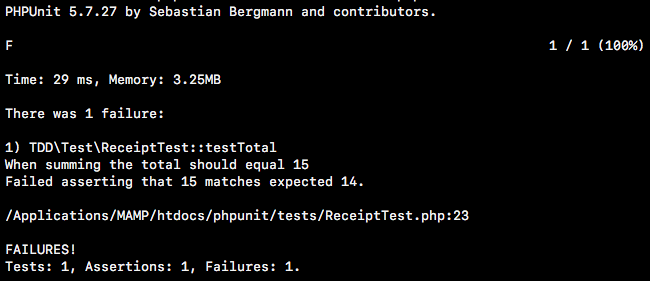 PHPUnit 5.7.27 by Sebastian Bergmann and contributors.
F 1 / 1 (100%)
Time: 29 ms, Memory: 3.25MB
There was 1 failure:
1) TDD\Test\ReceiptTest::testTotal
When summing the total should equal 15
Failed asserting that 15 matches expected 14.
/Applications/MAMP/htdocs/phpunit/tests/ReceiptTest.php:23
FAILURES!
Tests: 1, Assertions: 1, Failures: 1.